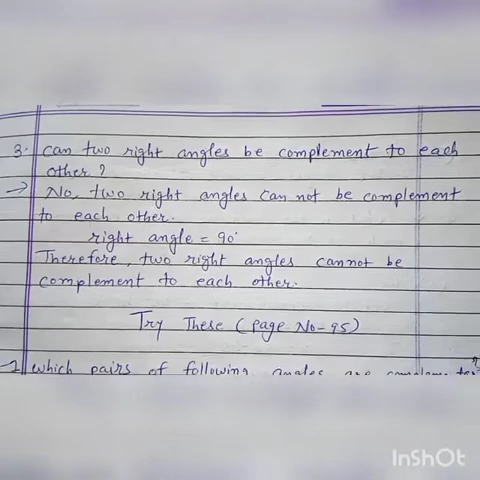 3. Can two right angles be complement to each
other?
→ No, two right angles can not be complement
to each other.
right angle = 90°
Therefore, two right angles cannot be
complement to each other.
Try These (page No-95)
1 which pairs of following angles are
InShOt